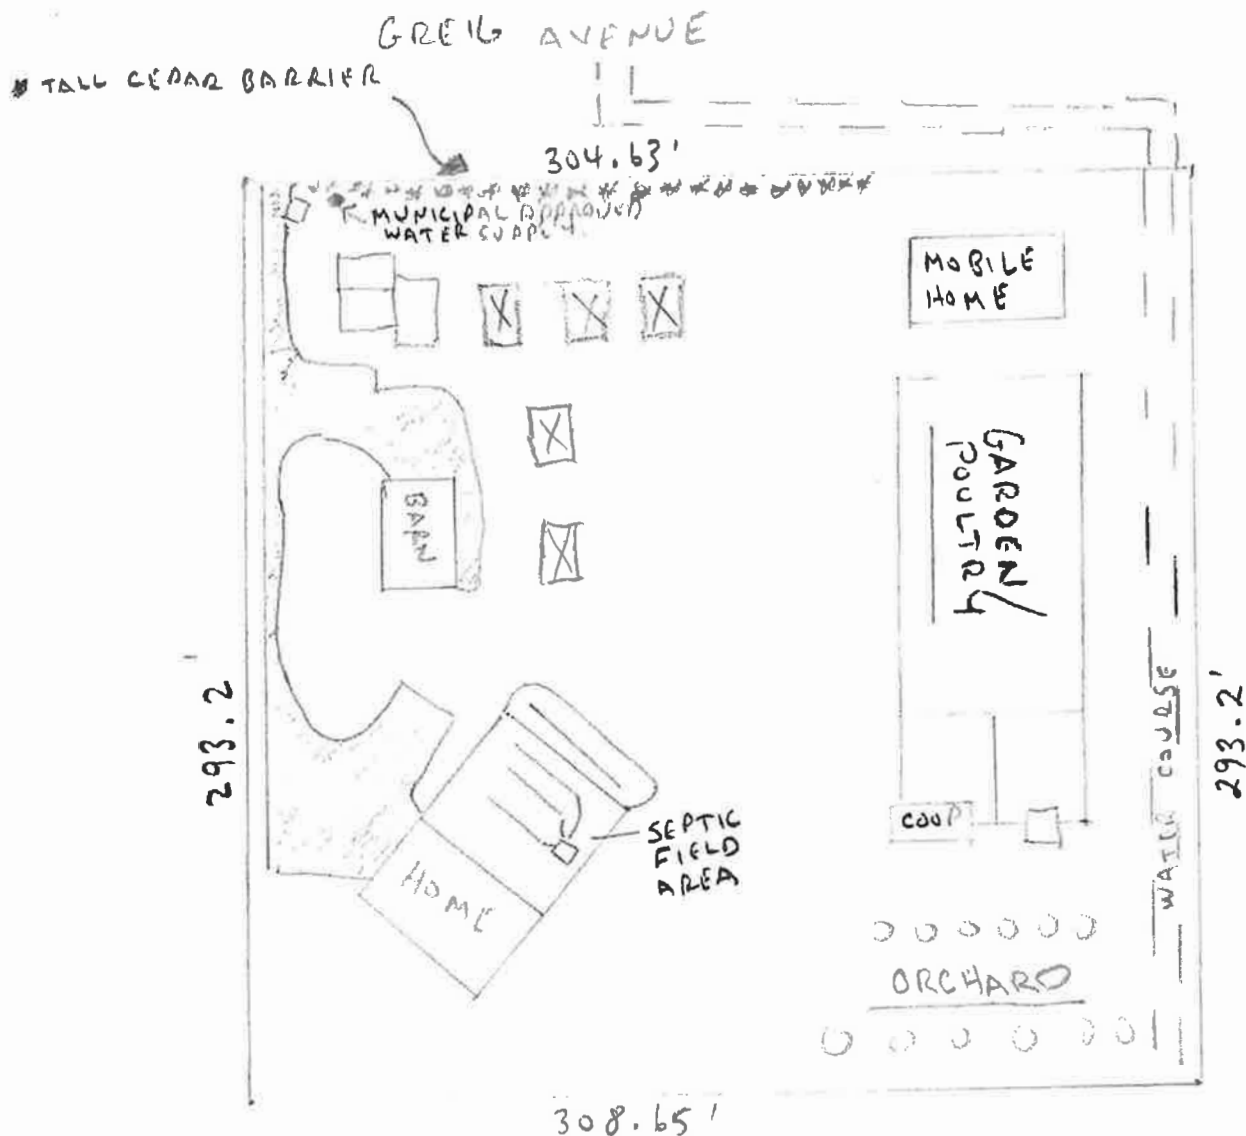 GREIG AVENUE
TALL CEDAR BARRIER
304.63'
MUNICIPAL APPROVED
WATER SUPPLY
MOBILE
HOME
BARN
GARDEN/
POULTRY
293.2'
SEPTIC
FIELD
AREA
HOME
COOP
WATER COURSE
293.2'
ORCHARD
308.65'